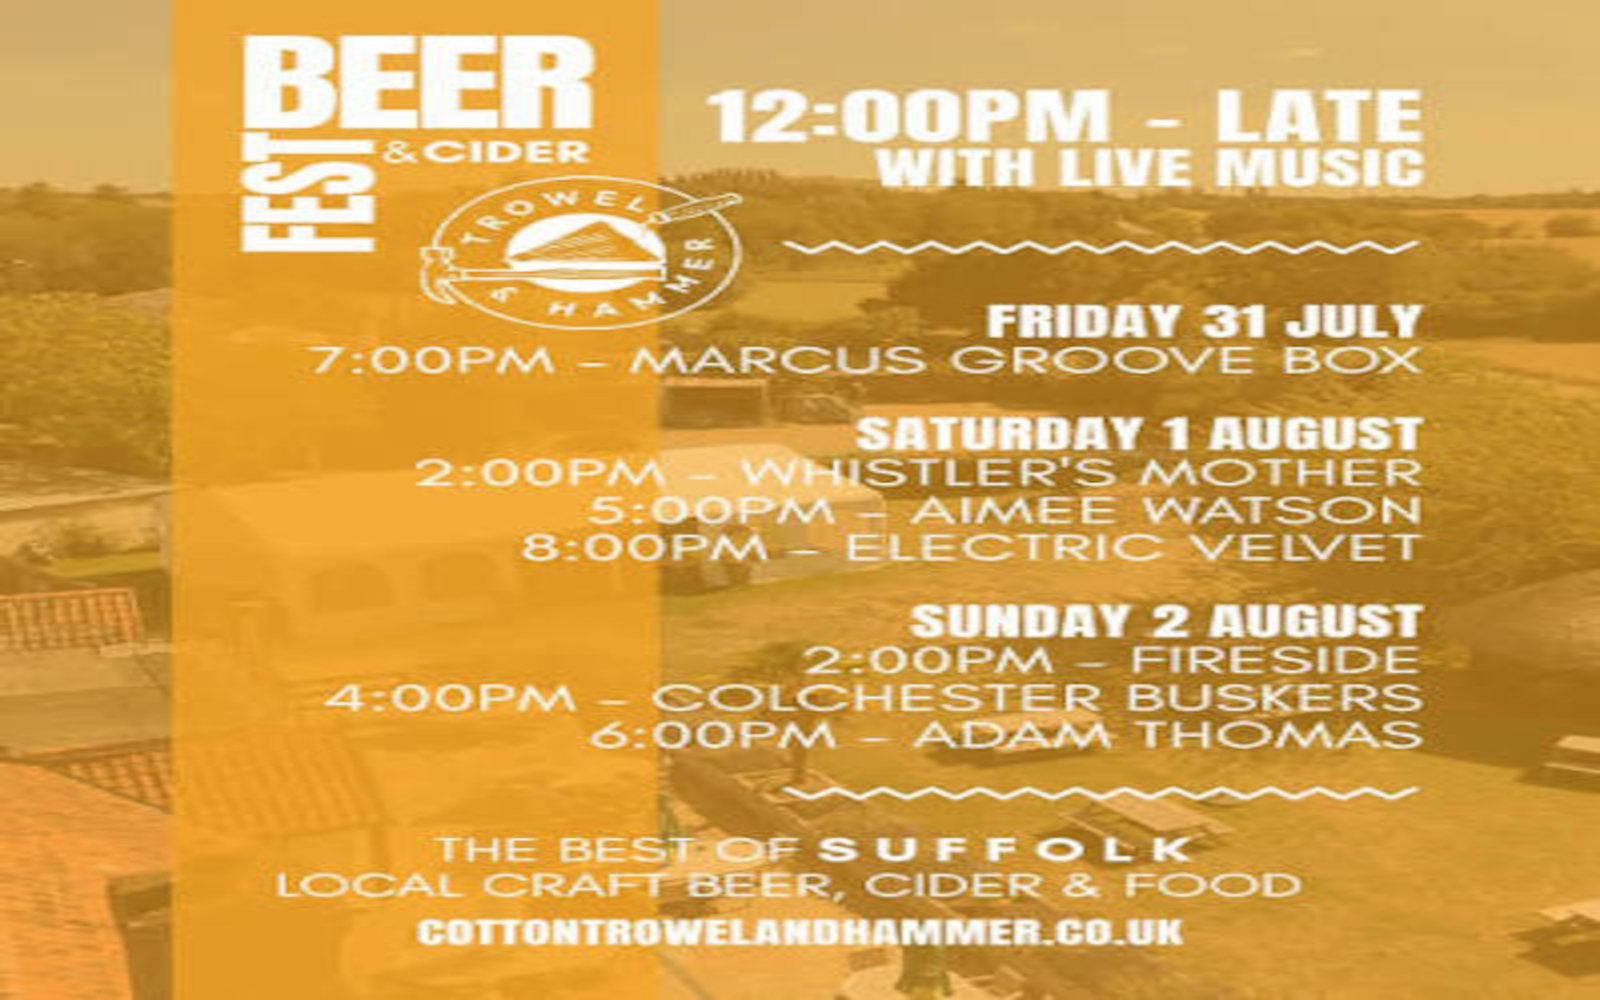 BEER
& CIDER
FEST
TROWEL
& HAMMER
12:00PM - LATE
WITH LIVE MUSIC
FRIDAY 31 JULY
7:00PM - MARCUS GROOVE BOX
SATURDAY 1 AUGUST
2:00PM - WHISTLER'S MOTHER
5:00PM - AIMEE WATSON
8:00PM - ELECTRIC VELVET
SUNDAY 2 AUGUST
2:00PM - FIRESIDE
4:00PM - COLCHESTER BUSKERS
6:00PM - ADAM THOMAS
THE BEST OF SUFFOLK
LOCAL CRAFT BEER, CIDER & FOOD
COTTONTROWELANDHAMMER.CO.UK